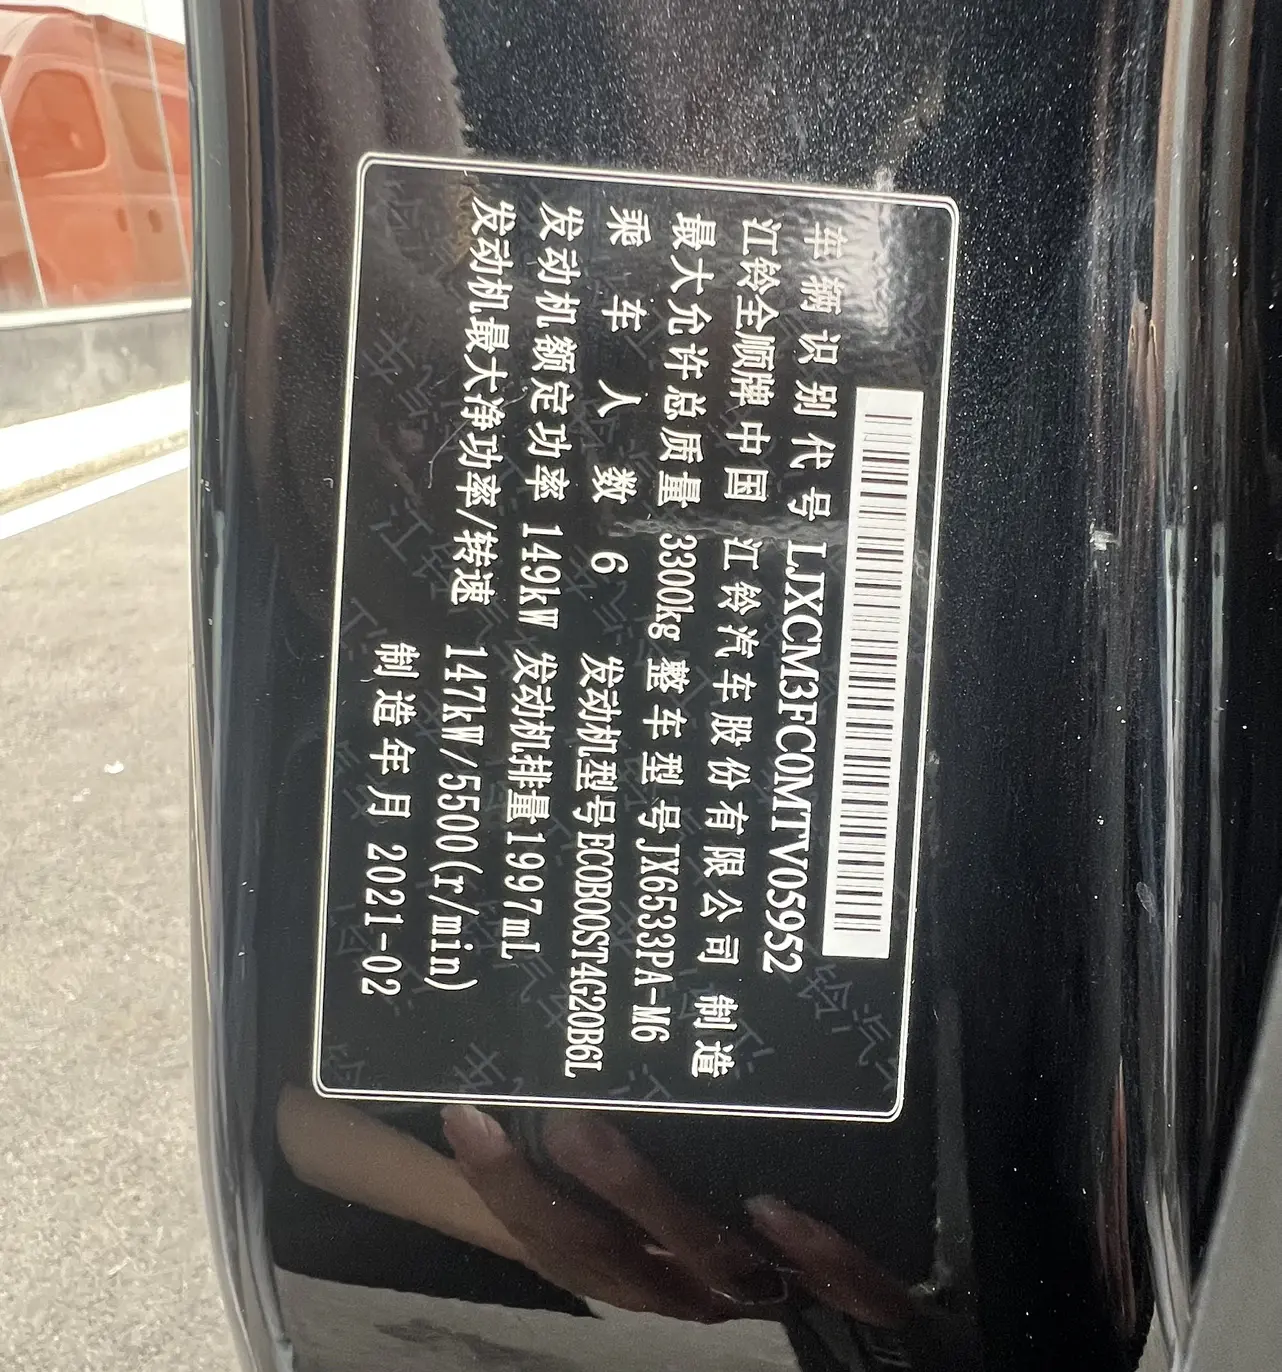 车辆识别代号 LJXCM3FC0MTV05952
江铃全顺牌 中国 江铃汽车股份有限公司 制造
最大允许总质量 3300kg 整车型号 JX6533PA-M6
乘车人数 6 发动机型号 ECOBOOST4G20B6L
发动机额定功率 149kW 发动机排量 1997mL
发动机最大净功率/转速 147kW/5500(r/min)
制造年月 2021-02